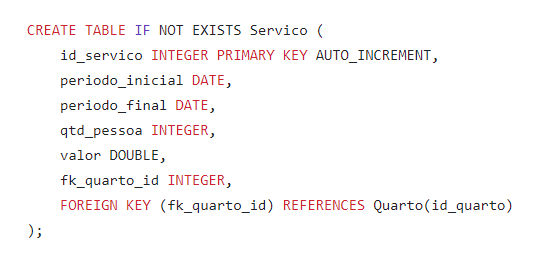 CREATE TABLE IF NOT EXISTS Servico (
    id_servico INTEGER PRIMARY KEY AUTO_INCREMENT,
    periodo_inicial DATE,
    periodo_final DATE,
    qtd_pessoa INTEGER,
    valor DOUBLE,
    fk_quarto_id INTEGER,
    FOREIGN KEY (fk_quarto_id) REFERENCES Quarto(id_quarto)
);